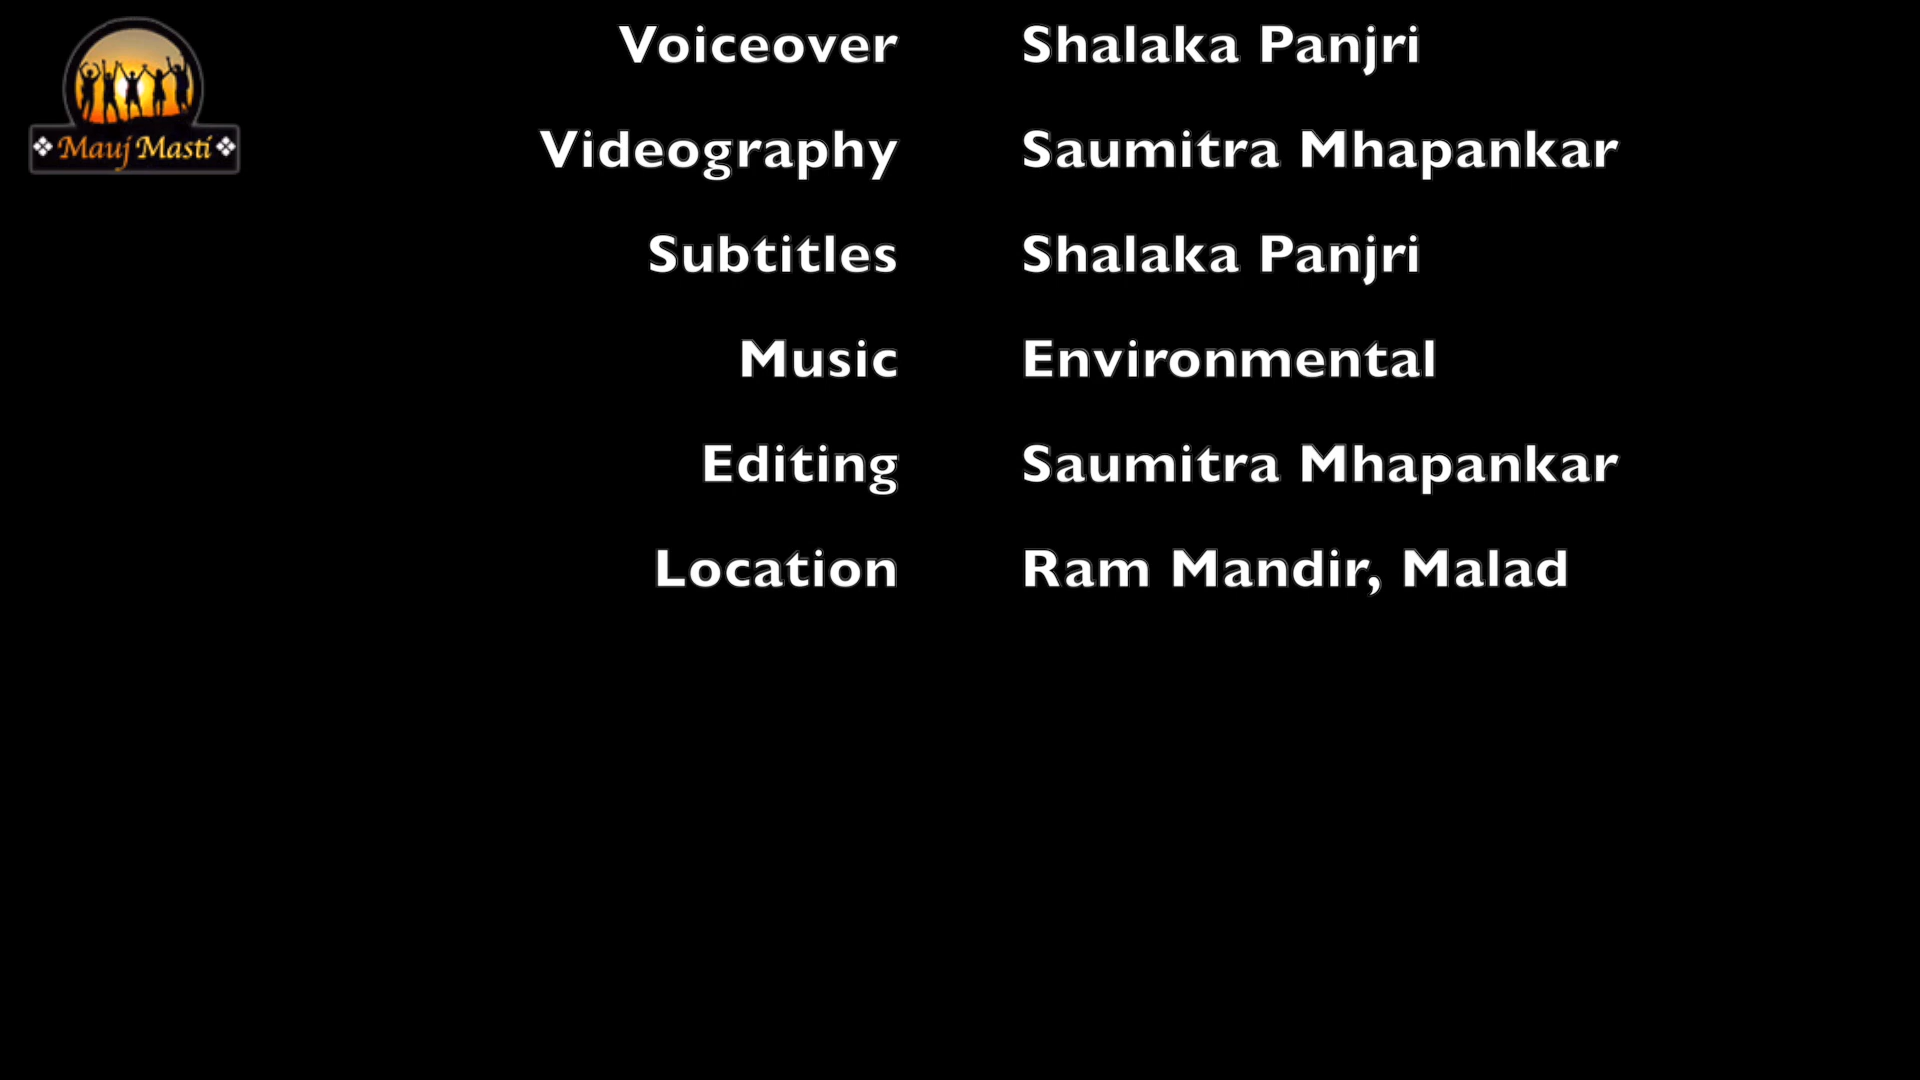 Mauj Masti
Voiceover Shalaka Panjri
Videography Saumitra Mhapankar
Subtitles Shalaka Panjri
Music Environmental
Editing Saumitra Mhapankar
Location Ram Mandir, Malad